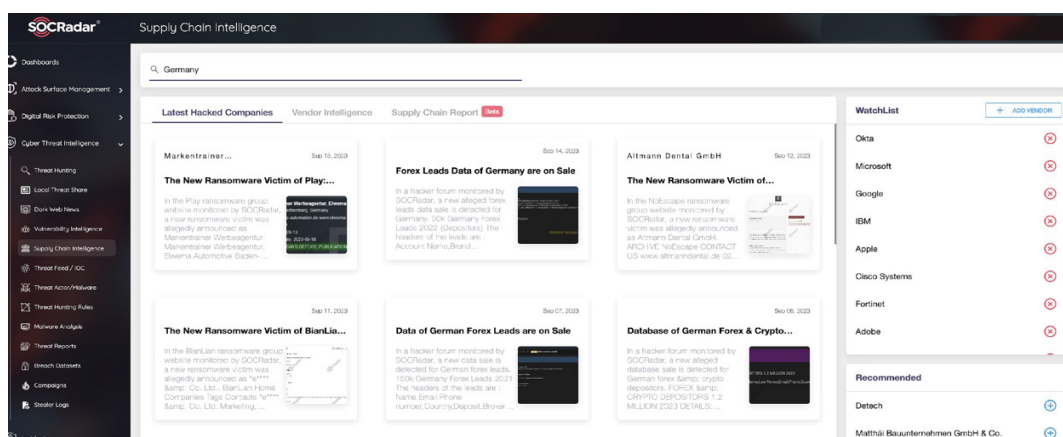 SOCRadar®
Supply Chain Intelligence
Dashboards
Attack Surface Management
Digital Risk Protection
Cyber Threat Intelligence
Threat Hunting
Local Threat Share
Dark Web News
Vulnerability Intelligence
Supply Chain Intelligence
Threat Feed / IOC
Threat Actor/Malware
Threat Hunting Rules
Malware Analysis
Threat Reports
Breach Datasets
Campaigns
Stealer Logs
Germany
Latest Hacked Companies Vendor Intelligence Supply Chain Report Beta
Markentrainer... Sep 13, 2023
The New Ransomware Victim of Play:...
In the Play ransomware group
website monitored by SOCRadar,
a new ransomware victim was
allegedly announced as
Markentrainer Werbeagentur.
Markentrainer Werbeagentur,
Elwema Automotive Baden-...
Sep 14, 2023
Forex Leads Data of Germany are on Sale
In a hacker forum monitored by
SOCRadar, a new alleged forex
leads data sale is detected for
Germany. 50k Germany Forex
Leads 2022 (Depositors) The
headers of the leads are :
Account Name,Brand...
Altmann Dental GmbH Sep 12, 2023
The New Ransomware Victim of...
In the NoEscape ransomware
group website monitored by
SOCRadar, a new ransomware
victim was allegedly announced
as Altmann Dental GmbH.
ARCHIVE NoEscape CONTACT
US www.altmanndental.de 02...
Sep 11, 2023
The New Ransomware Victim of BianLia...
In the BianLian ransomware group
website monitored by SOCRadar,
a new ransomware victim was
allegedly announced as *e****
&amp; Co. Ltd.. BianLian Home
Companies Tags Contacts *e****
&amp; Co. Ltd. Marketing, ...
Sep 07, 2023
Data of German Forex Leads are on Sale
In a hacker forum monitored by
SOCRadar, a new data sale is
detected for German forex leads.
150k Germany Forex Leads 2021
The headers of the leads are :
Name,Email,Phone
number,Country,Deposit,Broker...
Sep 06, 2023
Database of German Forex & Crypto...
In a hacker forum monitored by
SOCRadar, a new alleged
database sale is detected for
German forex &amp; crypto
depositors. FOREX &amp;
CRYPTO DEPOSITORS 1.2
MILLION 2023 DETAILS: ...
WatchList + ADD VENDOR
Okta
Microsoft
Google
IBM
Apple
Cisco Systems
Fortinet
Adobe
Recommended
Detech
Matthäi Bauunternehmen GmbH & Co.